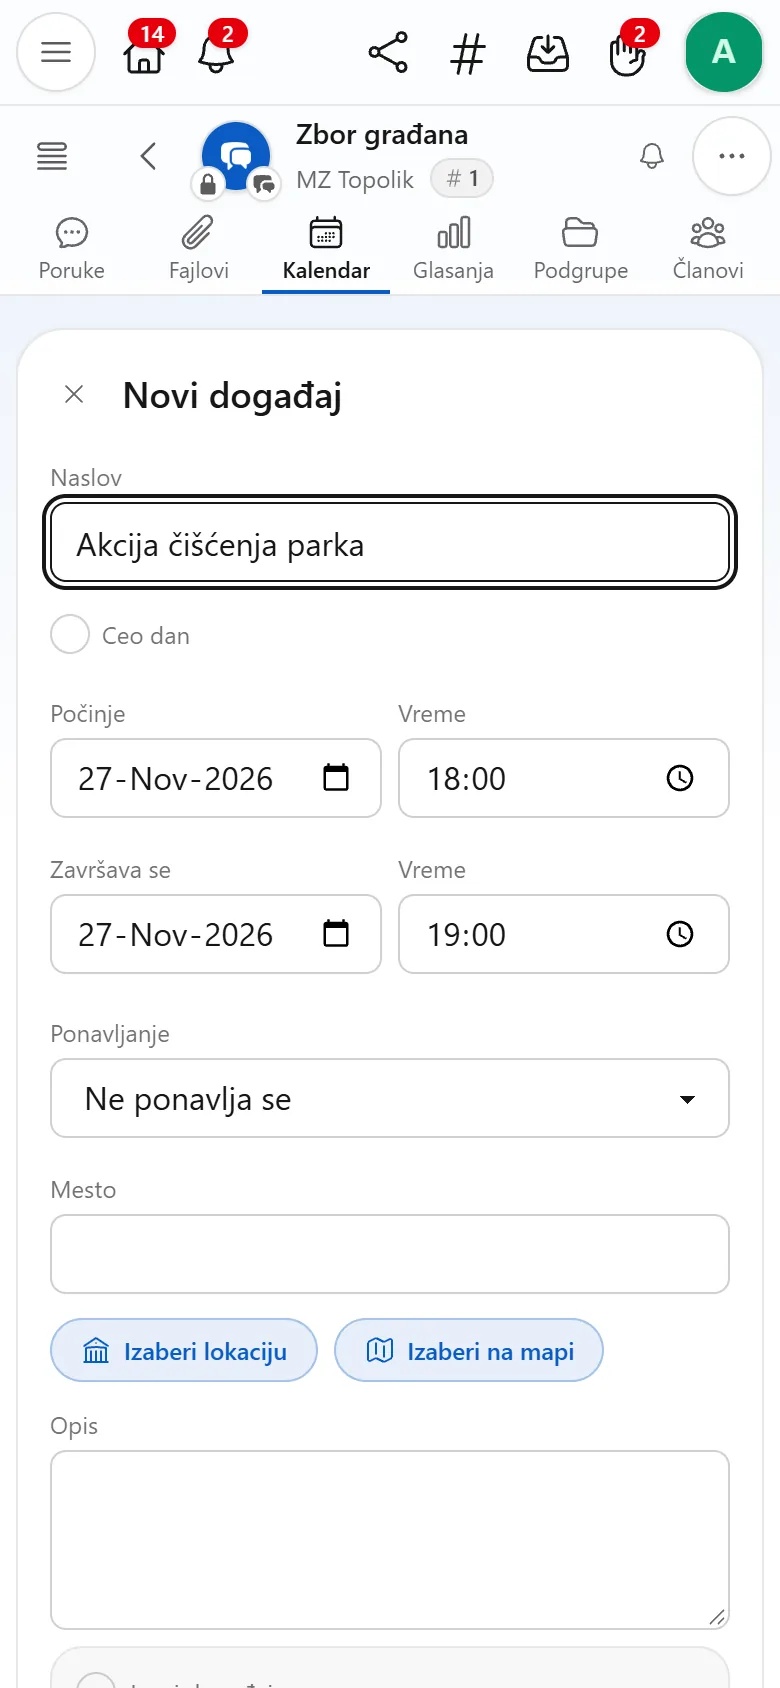 14
2
2
A
Zbor građana
MZ Topolik
# 1
Poruke
Fajlovi
Kalendar
Glasanja
Podgrupe
Članovi
Novi događaj
Naslov
Akcija čišćenja parka
Ceo dan
Počinje
Vreme
27-Nov-2026
18:00
Završava se
Vreme
27-Nov-2026
19:00
Ponavljanje
Ne ponavlja se
Mesto
Izaberi lokaciju
Izaberi na mapi
Opis